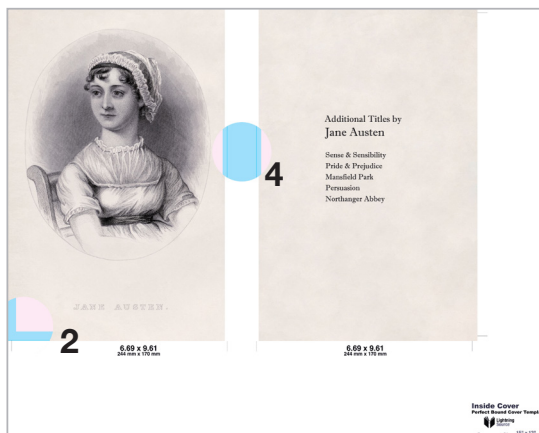 JANE AUSTEN.
Additional Titles by
Jane Austen
Sense & Sensibility
Pride & Prejudice
Mansfield Park
Persuasion
Northanger Abbey
4
2
6.69 x 9.61
244 mm x 170 mm
6.69 x 9.61
244 mm x 170 mm
Inside Cover
Perfect Bound Cover Templ
Lightning
Source